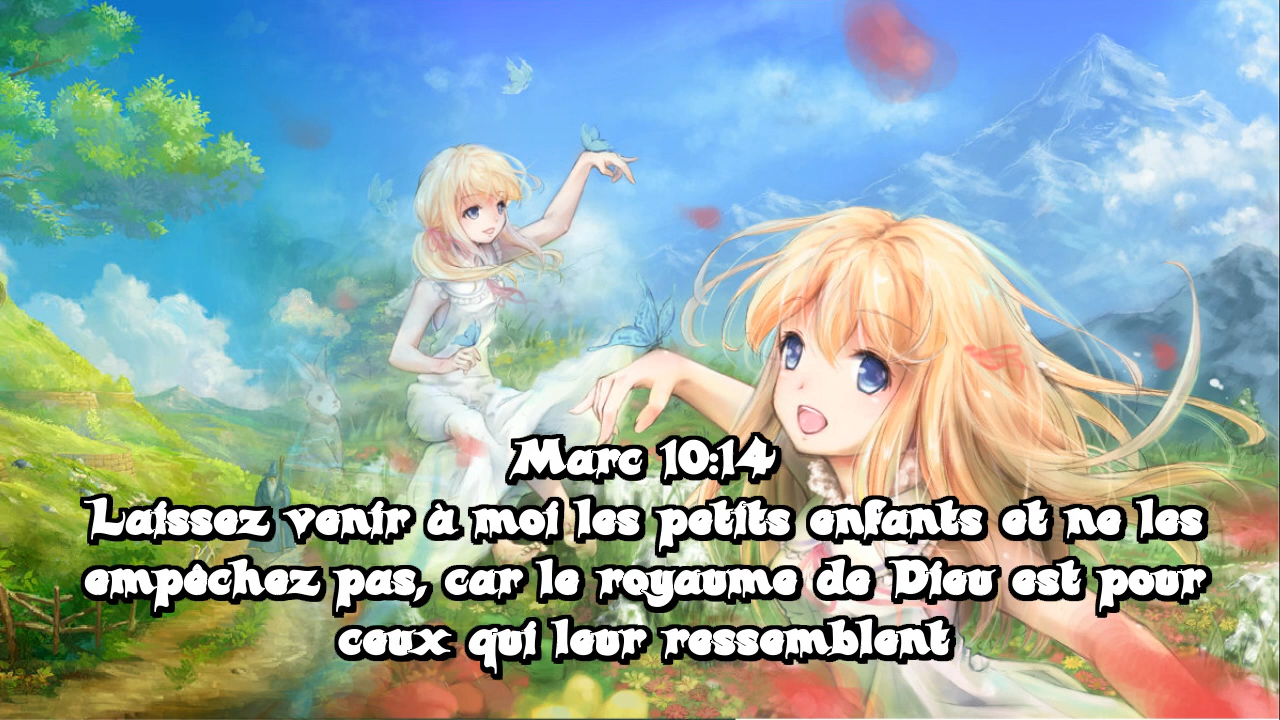 Marc 10:14
Laissez venir à moi les petits enfants et ne les
empêchez pas, car le royaume de Dieu est pour
ceux qui leur ressemblent